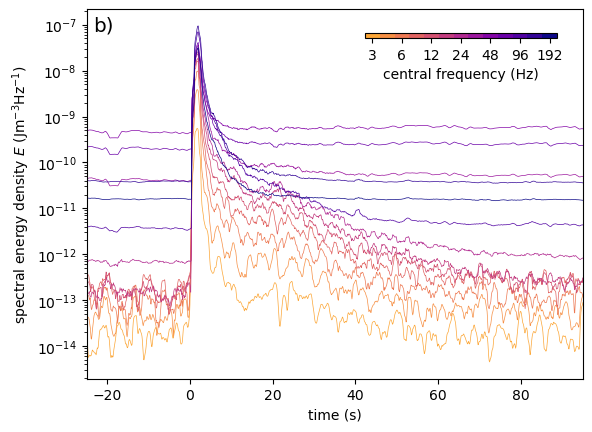 b)
3 6 12 24 48 96 192
central frequency (Hz)
spectral energy density E (Jm⁻³Hz⁻¹)
10⁻⁷
10⁻⁸
10⁻⁹
10⁻¹⁰
10⁻¹¹
10⁻¹²
10⁻¹³
10⁻¹⁴
−20 0 20 40 60 80
time (s)